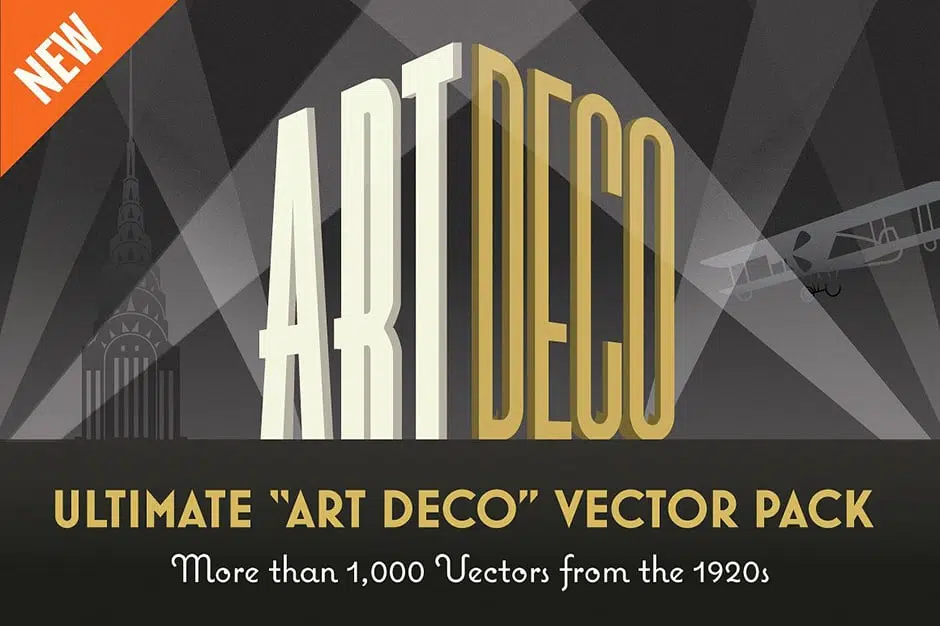 NEW
ART DECO
ULTIMATE “ART DECO” VECTOR PACK
More than 1,000 Vectors from the 1920s